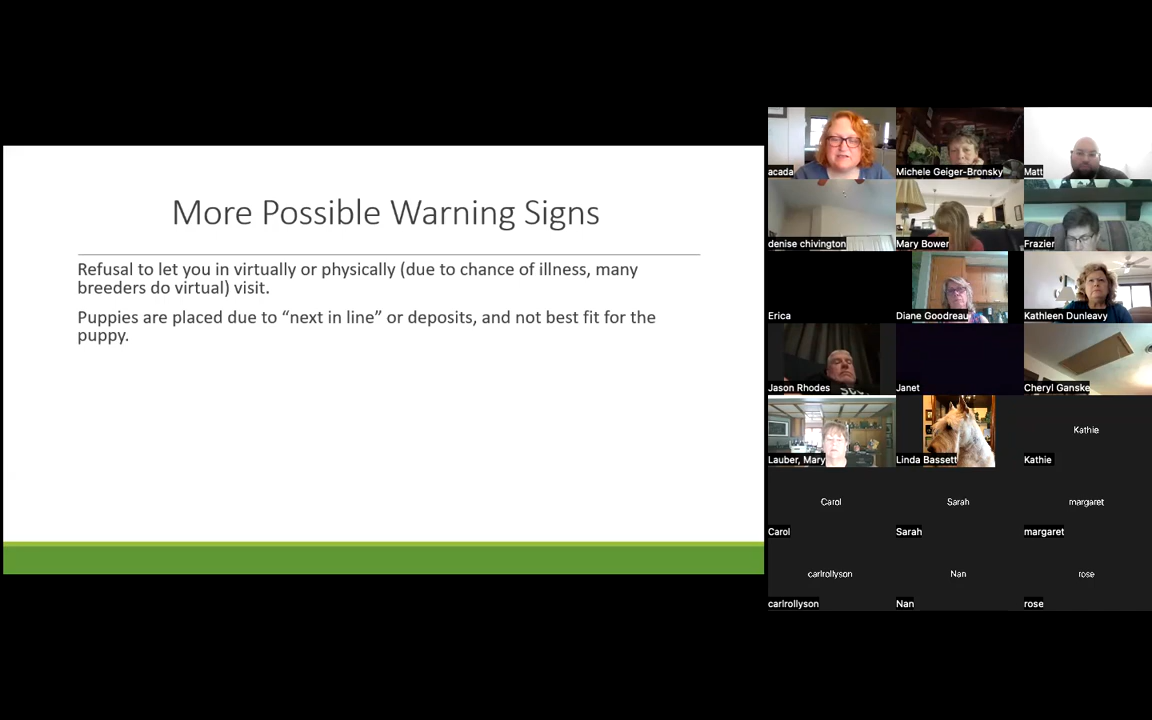 More Possible Warning Signs
Refusal to let you in virtually or physically (due to chance of illness, many
breeders do virtual) visit.
Puppies are placed due to “next in line” or deposits, and not best fit for the
puppy.
acada
Michele Geiger-Bronsky
Matt
denise chivington
Mary Bower
Frazier
Erica
Diane Goodreau
Kathleen Dunleavy
Jason Rhodes
Janet
Cheryl Ganske
Lauber, Mary
Linda Bassett
Kathie
Kathie
Carol
Carol
Sarah
Sarah
margaret
margaret
carlrollyson
carlrollyson
Nan
Nan
rose
rose